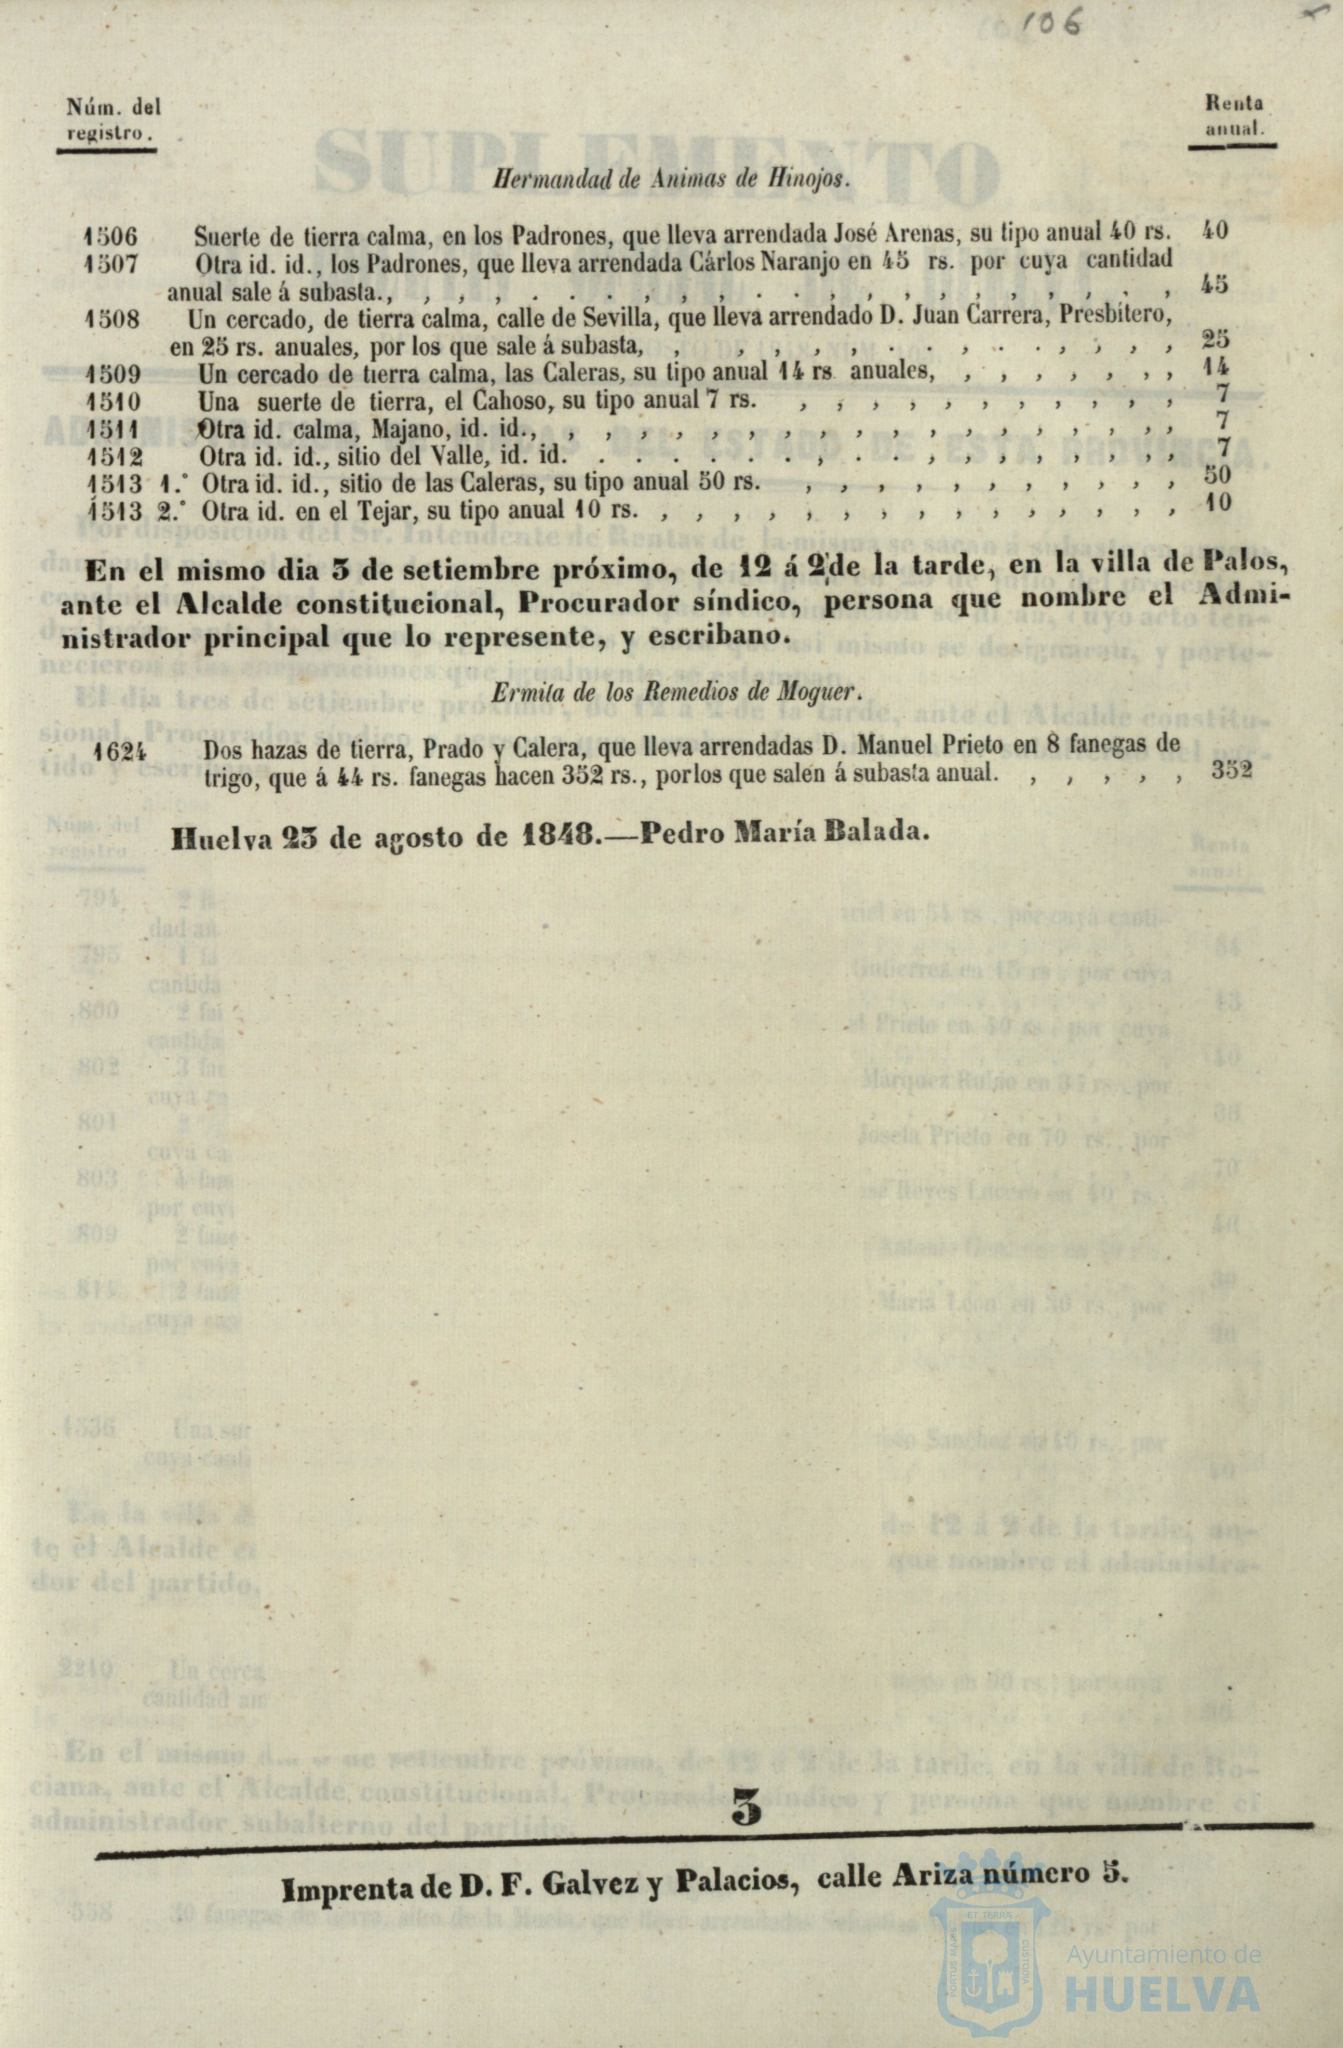 106
Núm. del
registro.
Renta
anual.
Hermandad de Animas de Hinojos.
1506 Suerte de tierra calma, en los Padrones, que lleva arrendada José Arenas, su tipo anual 40 rs. 40
1507 Otra id. id., los Padrones, que lleva arrendada Cárlos Naranjo en 45 rs. por cuya cantidad
anual sale á subasta., , , , . . . , , , . . , , , , , , , , , , 45
1508 Un cercado, de tierra calma, calle de Sevilla, que lleva arrendado D. Juan Carrera, Presbítero,
en 25 rs. anuales, por los que sale á subasta, , , , , , . . , . . , , , , 25
1509 Un cercado de tierra calma, las Caleras, su tipo anual 14 rs. anuales, , , , , , , , , 14
1510 Una suerte de tierra, el Cahoso, su tipo anual 7 rs. , , , , , , , , , , , 7
1511 Otra id. calma, Majano, id. id., , , , , , , , , , , , , , , , , , 7
1512 Otra id. id., sitio del Valle, id. id. . . . . . . , . . , , , , , , , 7
1513 1.° Otra id. id., sitio de las Caleras, su tipo anual 50 rs. , , , , , , , , , , , 50
1513 2.° Otra id. en el Tejar, su tipo anual 10 rs. , , , , , , , , , , , , , , , 10
En el mismo dia 3 de setiembre próximo, de 12 á 2 de la tarde, en la villa de Palos,
ante el Alcalde constitucional, Procurador síndico, persona que nombre el Admi-
nistrador principal que lo represente, y escribano.
Ermita de los Remedios de Moguer.
1624 Dos hazas de tierra, Prado y Calera, que lleva arrendadas D. Manuel Prieto en 8 fanegas de
trigo, que á 44 rs. fanegas hacen 352 rs., por los que salen á subasta anual. , , , , , 352
Huelva 23 de agosto de 1848.—Pedro María Balada.
3
Imprenta de D. F. Galvez y Palacios, calle Ariza número 5.
PORTUS MARIS
ET TERRÆ
CUSTODIA
Ayuntamiento de
HUELVA